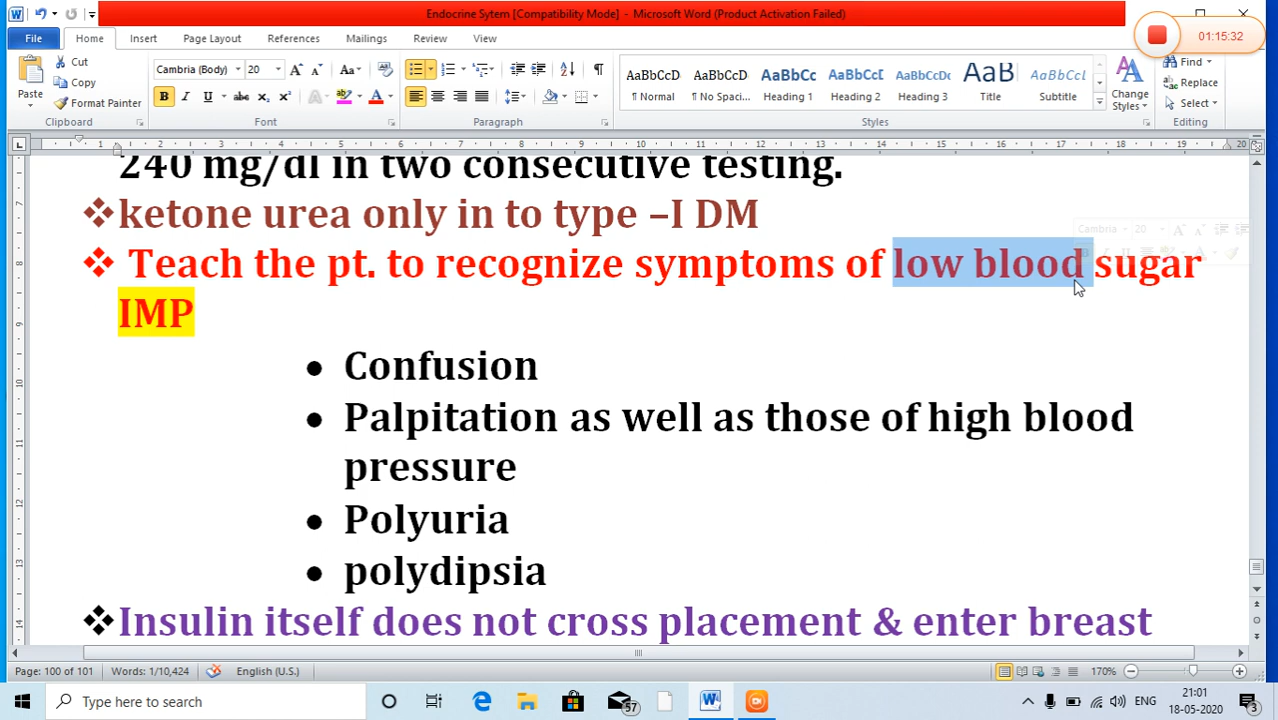 Endocrine Sytem [Compatibility Mode] - Microsoft Word (Product Activation Failed)
01:15:32
File Home Insert Page Layout References Mailings Review View
Paste
Cut
Copy
Format Painter
Clipboard
Cambria (Body) 20
Font
Paragraph
AaBbCcD AaBbCcD AaBbCc AaBbCc AaBbCcDc AaB AaBbCcl
¶ Normal ¶ No Spaci... Heading 1 Heading 2 Heading 3 Title Subtitle
Styles
Change Styles
Find
Replace
Select
Editing
240 mg/dl in two consecutive testing.
❖ketone urea only in to type –I DM
❖ Teach the pt. to recognize symptoms of low blood sugar
IMP
• Confusion
• Palpitation as well as those of high blood
pressure
• Polyuria
• polydipsia
❖Insulin itself does not cross placement & enter breast
Page: 100 of 101 Words: 1/10,424 English (U.S.) 170%
Type here to search
57
ENG
21:01
18-05-2020
3